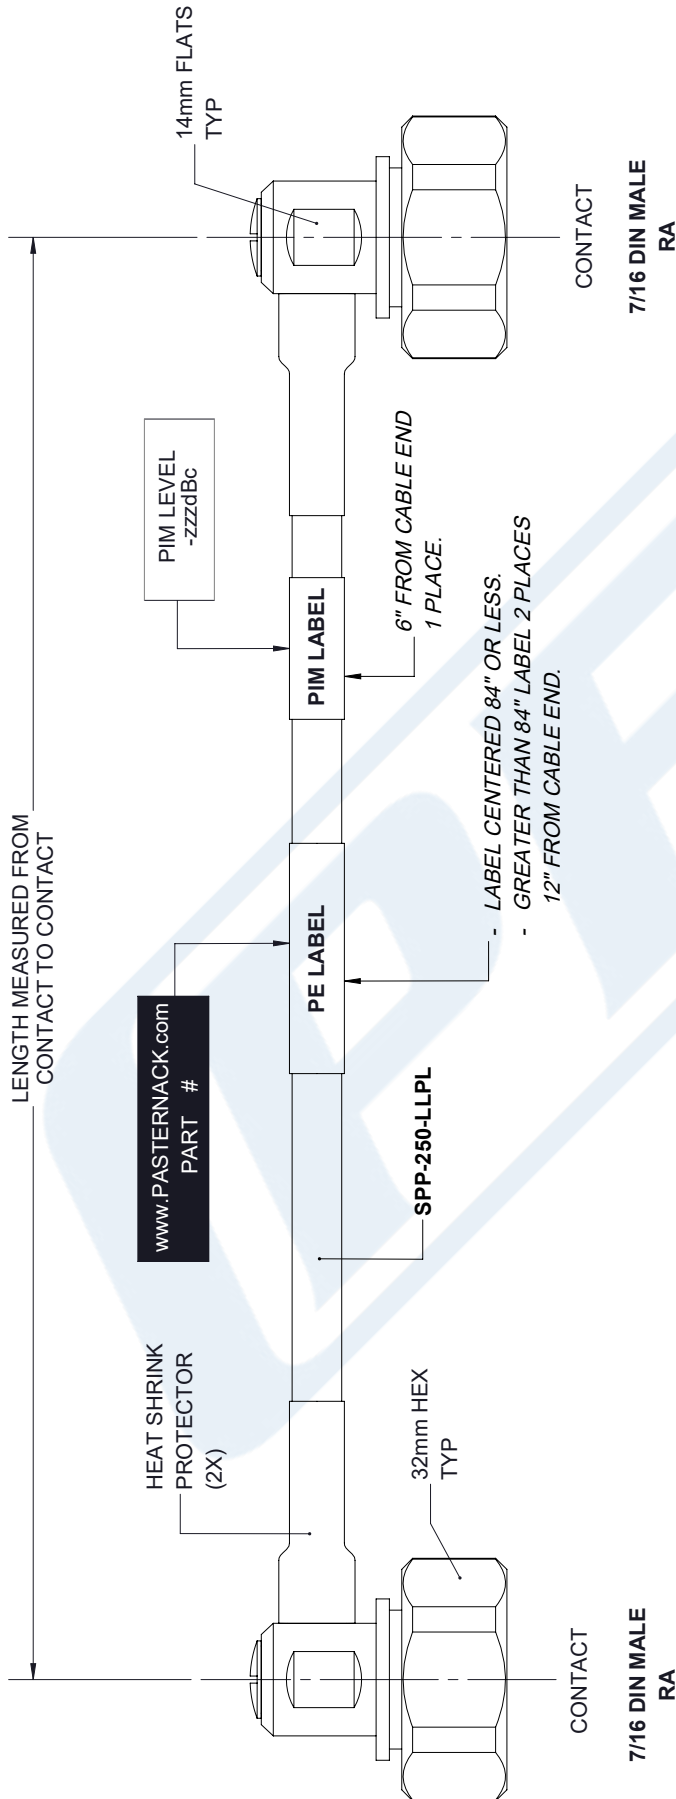 LENGTH MEASURED FROM
CONTACT TO CONTACT
HEAT SHRINK
PROTECTOR
(2X)
www.PASTERNACK.com
PART #
PIM LEVEL
-zzzdBc
14mm FLATS
TYP
PE LABEL
PIM LABEL
32mm HEX
TYP
SPP-250-LLPL
- LABEL CENTERED 84" OR LESS.
- GREATER THAN 84" LABEL 2 PLACES
12" FROM CABLE END.
6" FROM CABLE END
1 PLACE.
CONTACT
7/16 DIN MALE
RA
CONTACT
7/16 DIN MALE
RA